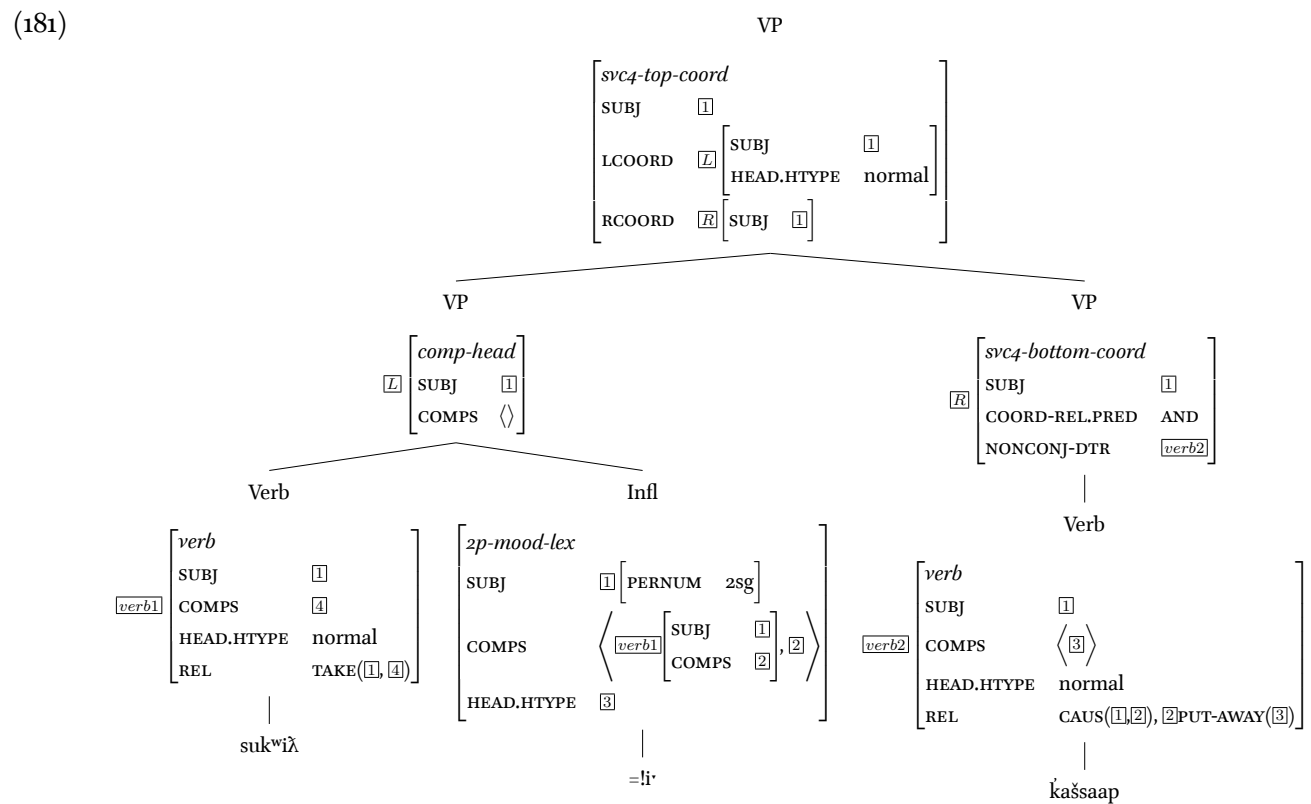 (181)
VP
svc4-top-coord
SUBJ 1
LCOORD L SUBJ 1
HEAD.HTYPE normal
RCOORD R SUBJ 1
VP
L comp-head
SUBJ 1
COMPS ⟨⟩
VP
R svc4-bottom-coord
SUBJ 1
COORD-REL.PRED AND
NONCONJ-DTR verb2
Verb
verb1 verb
SUBJ 1
COMPS 4
HEAD.HTYPE normal
REL TAKE(1, 4)
sukʷiƛ̓
Infl
2p-mood-lex
SUBJ 1 PERNUM 2sg
COMPS ⟨ verb1 SUBJ 1 COMPS 2 , 2 ⟩
HEAD.HTYPE 3
=!iˑ
Verb
verb2 verb
SUBJ 1
COMPS ⟨ 3 ⟩
HEAD.HTYPE normal
REL CAUS(1,2), 2PUT-AWAY(3)
k̓ašsaap